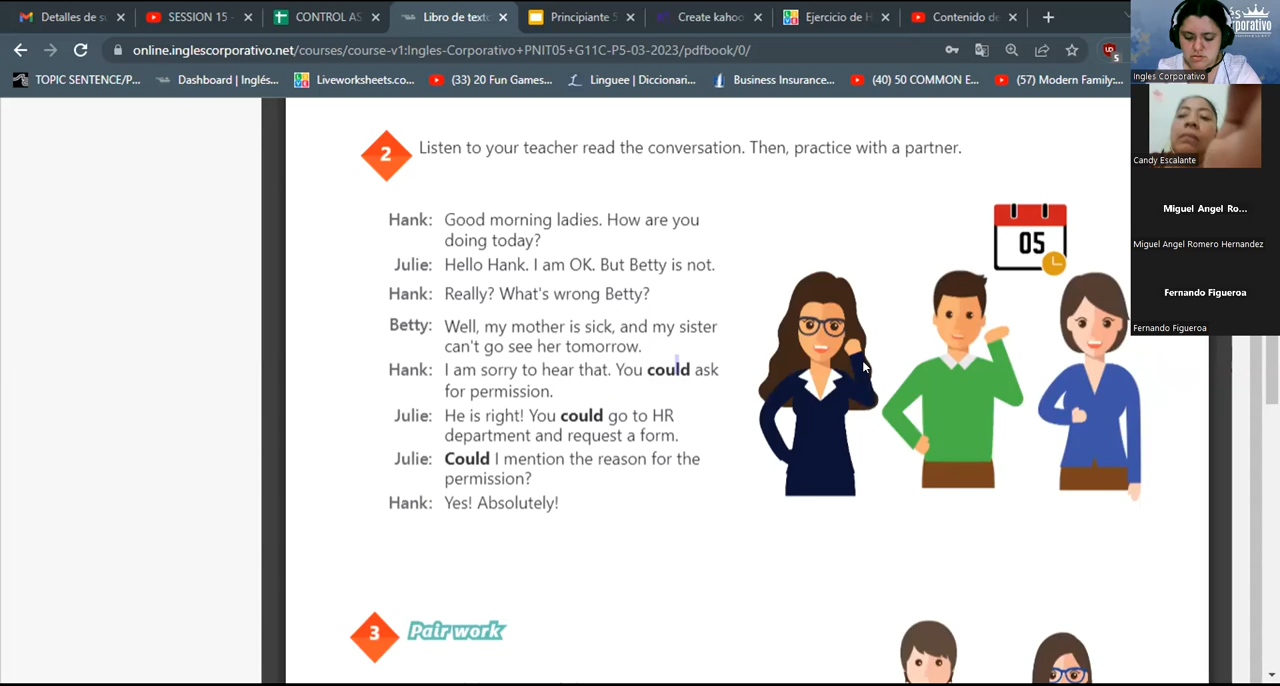 Detalles de su
SESSION 15 -
CONTROL AS
Libro de texto
Principiante 5
Create kahoo
Ejercicio de H
Contenido de
online.inglescorporativo.net/courses/course-v1:Ingles-Corporativo+PNIT05+G11C-P5-03-2023/pdfbook/0/
5
TOPIC SENTENCE/P...
Dashboard | Inglés...
Liveworksheets.co...
(33) 20 Fun Games...
Linguee | Diccionari...
Business Insurance...
(40) 50 COMMON E...
(57) Modern Family:...
Ingles Corporativo
Candy Escalante
Miguel Angel Ro...
Miguel Angel Romero Hernandez
Fernando Figueroa
Fernando Figueroa
2
Listen to your teacher read the conversation. Then, practice with a partner.
05
Hank: Good morning ladies. How are you
doing today?
Julie: Hello Hank. I am OK. But Betty is not.
Hank: Really? What's wrong Betty?
Betty: Well, my mother is sick, and my sister
can't go see her tomorrow.
Hank: I am sorry to hear that. You could ask
for permission.
Julie: He is right! You could go to HR
department and request a form.
Julie: Could I mention the reason for the
permission?
Hank: Yes! Absolutely!
3
Pair work